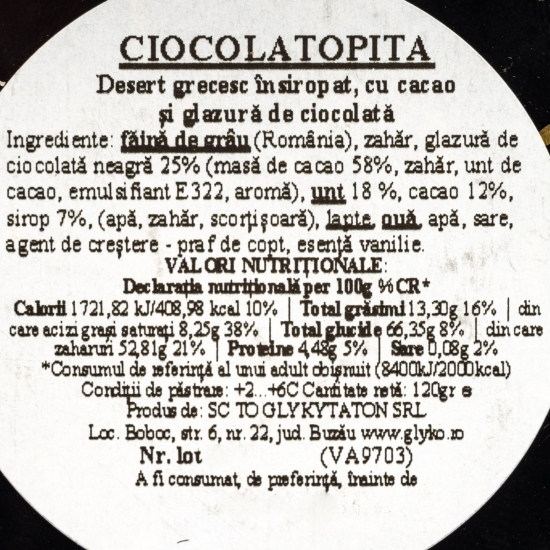 CIOCOLATOPITA
Desert grecesc însiropat, cu cacao
și glazură de ciocolată
Ingrediente: făină de grâu (România), zahăr, glazură de
ciocolată neagră 25% (masă de cacao 58%, zahăr, unt de
cacao, emulsifiant E322, aromă), unt 18 %, cacao 12%,
sirop 7%, (apă, zahăr, scorțișoară), lapte, ouă, apă, sare,
agent de creștere - praf de copt, esență vanilie.
VALORI NUTRIȚIONALE:
Declarația nutrițională per 100g %CR*
Calorii 1721,82 kJ/408,98 kcal 10% | Total grăsimi 13,30g 16% | din
care acizi grași saturați 8,25g 38% | Total glucide 66,35g 8% | din care
zaharuri 52,81g 21% | Proteine 4,48g 5% | Sare 0,08g 2%
*Consumul de referință al unui adult obișnuit (8400kJ/2000kcal)
Condiții de păstrare: +2...+6C Cantitate netă: 120gr e
Produs de: SC TO GLYKYTATON SRL
Loc. Boboc, str. 6, nr. 22, jud. Buzău www.glyko.ro
Nr. lot (VA9703)
A fi consumat, de preferință, înainte de